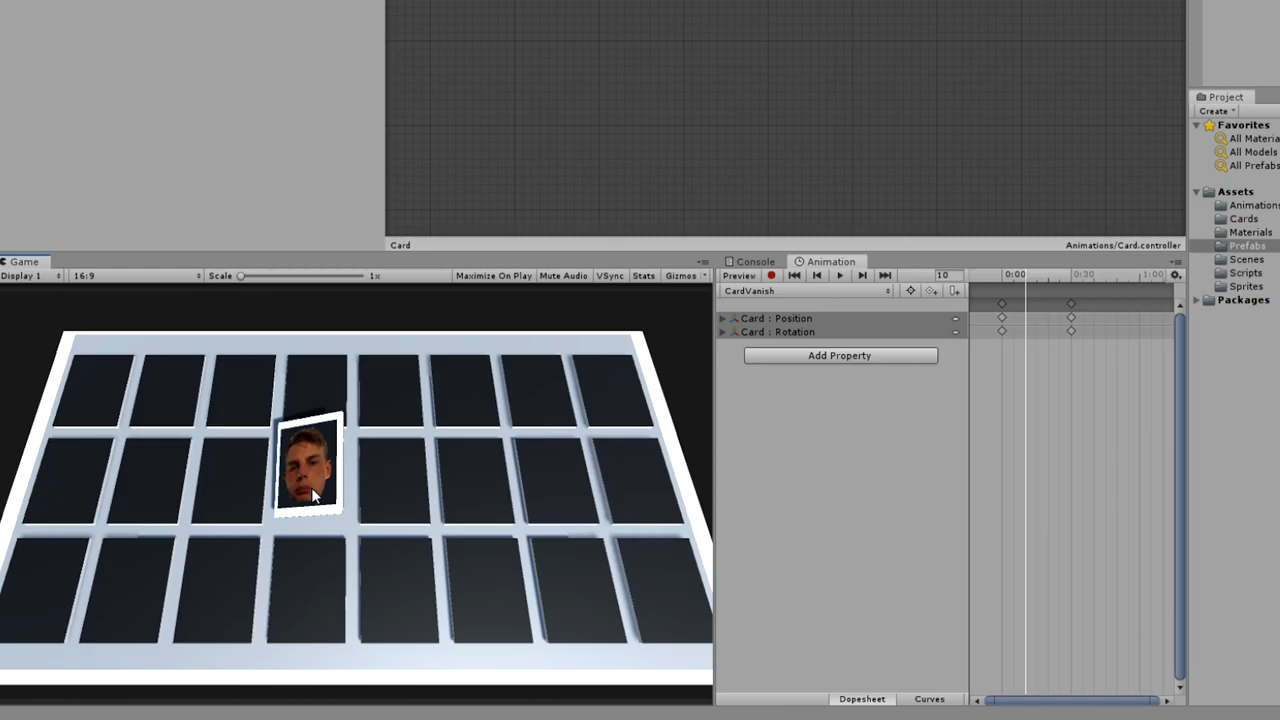 Project
Create
Favorites
All Materia
All Models
All Prefabs
Assets
Animations
Cards
Materials
Prefabs
Scenes
Scripts
Sprites
Packages
Card
Animations/Card.controller
Game
Display 1
16:9
Scale
1x
Maximize On Play
Mute Audio
VSync
Stats
Gizmos
Console
Animation
Preview
10
0:00
0:30
1:00
CardVanish
Card : Position
Card : Rotation
Add Property
Dopesheet
Curves